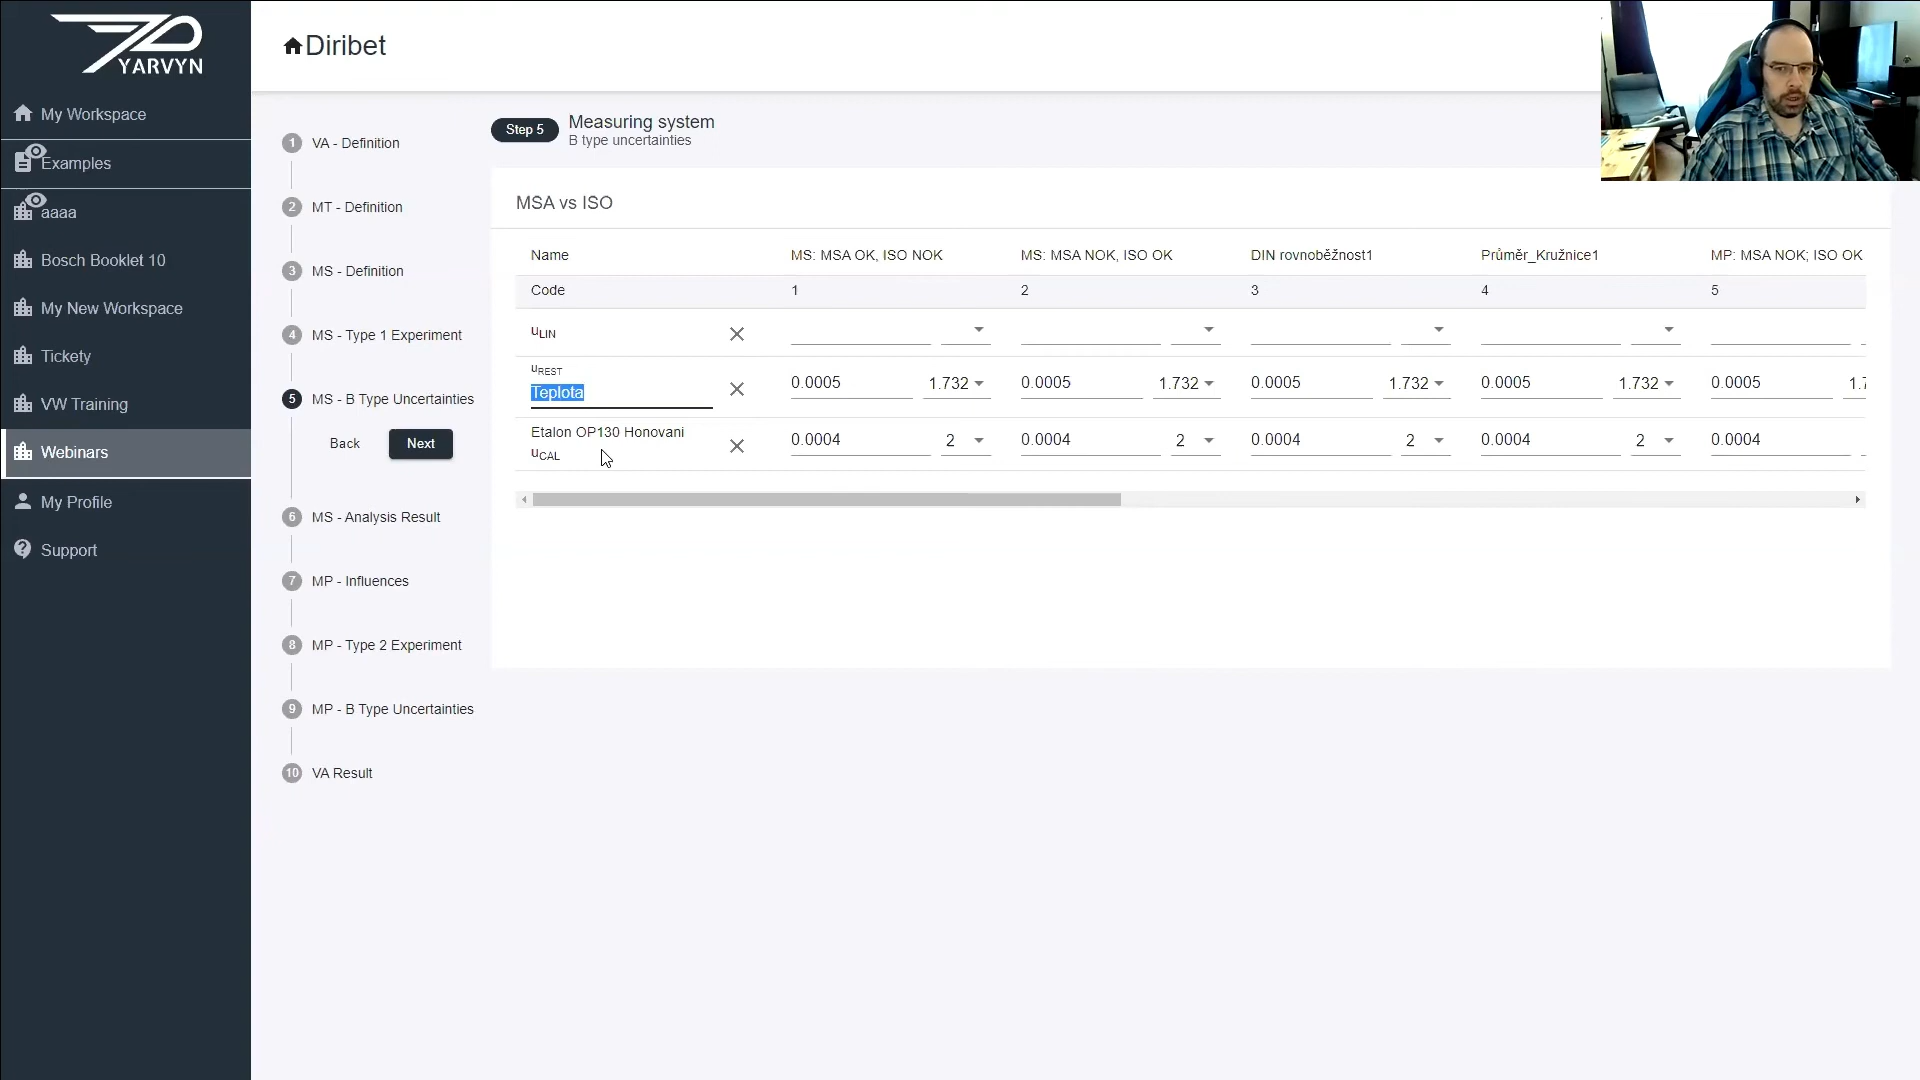 YARVYN
My Workspace
Examples
aaaa
Bosch Booklet 10
My New Workspace
Tickety
VW Training
Webinars
My Profile
Support
Diribet
1 VA - Definition
2 MT - Definition
3 MS - Definition
4 MS - Type 1 Experiment
5 MS - B Type Uncertainties
Back Next
6 MS - Analysis Result
7 MP - Influences
8 MP - Type 2 Experiment
9 MP - B Type Uncertainties
10 VA Result
Step 5 Measuring system
B type uncertainties
MSA vs ISO
Name MS: MSA OK, ISO NOK MS: MSA NOK, ISO OK DIN rovnoběžnost1 Průměr_Kružnice1 MP: MSA NOK; ISO OK
Code 1 2 3 4 5
uLIN
uREST
Teplota 0.0005 1.732 0.0005 1.732 0.0005 1.732 0.0005 1.732 0.0005 1.7
Etalon OP130 Honovani
uCAL 0.0004 2 0.0004 2 0.0004 2 0.0004 2 0.0004